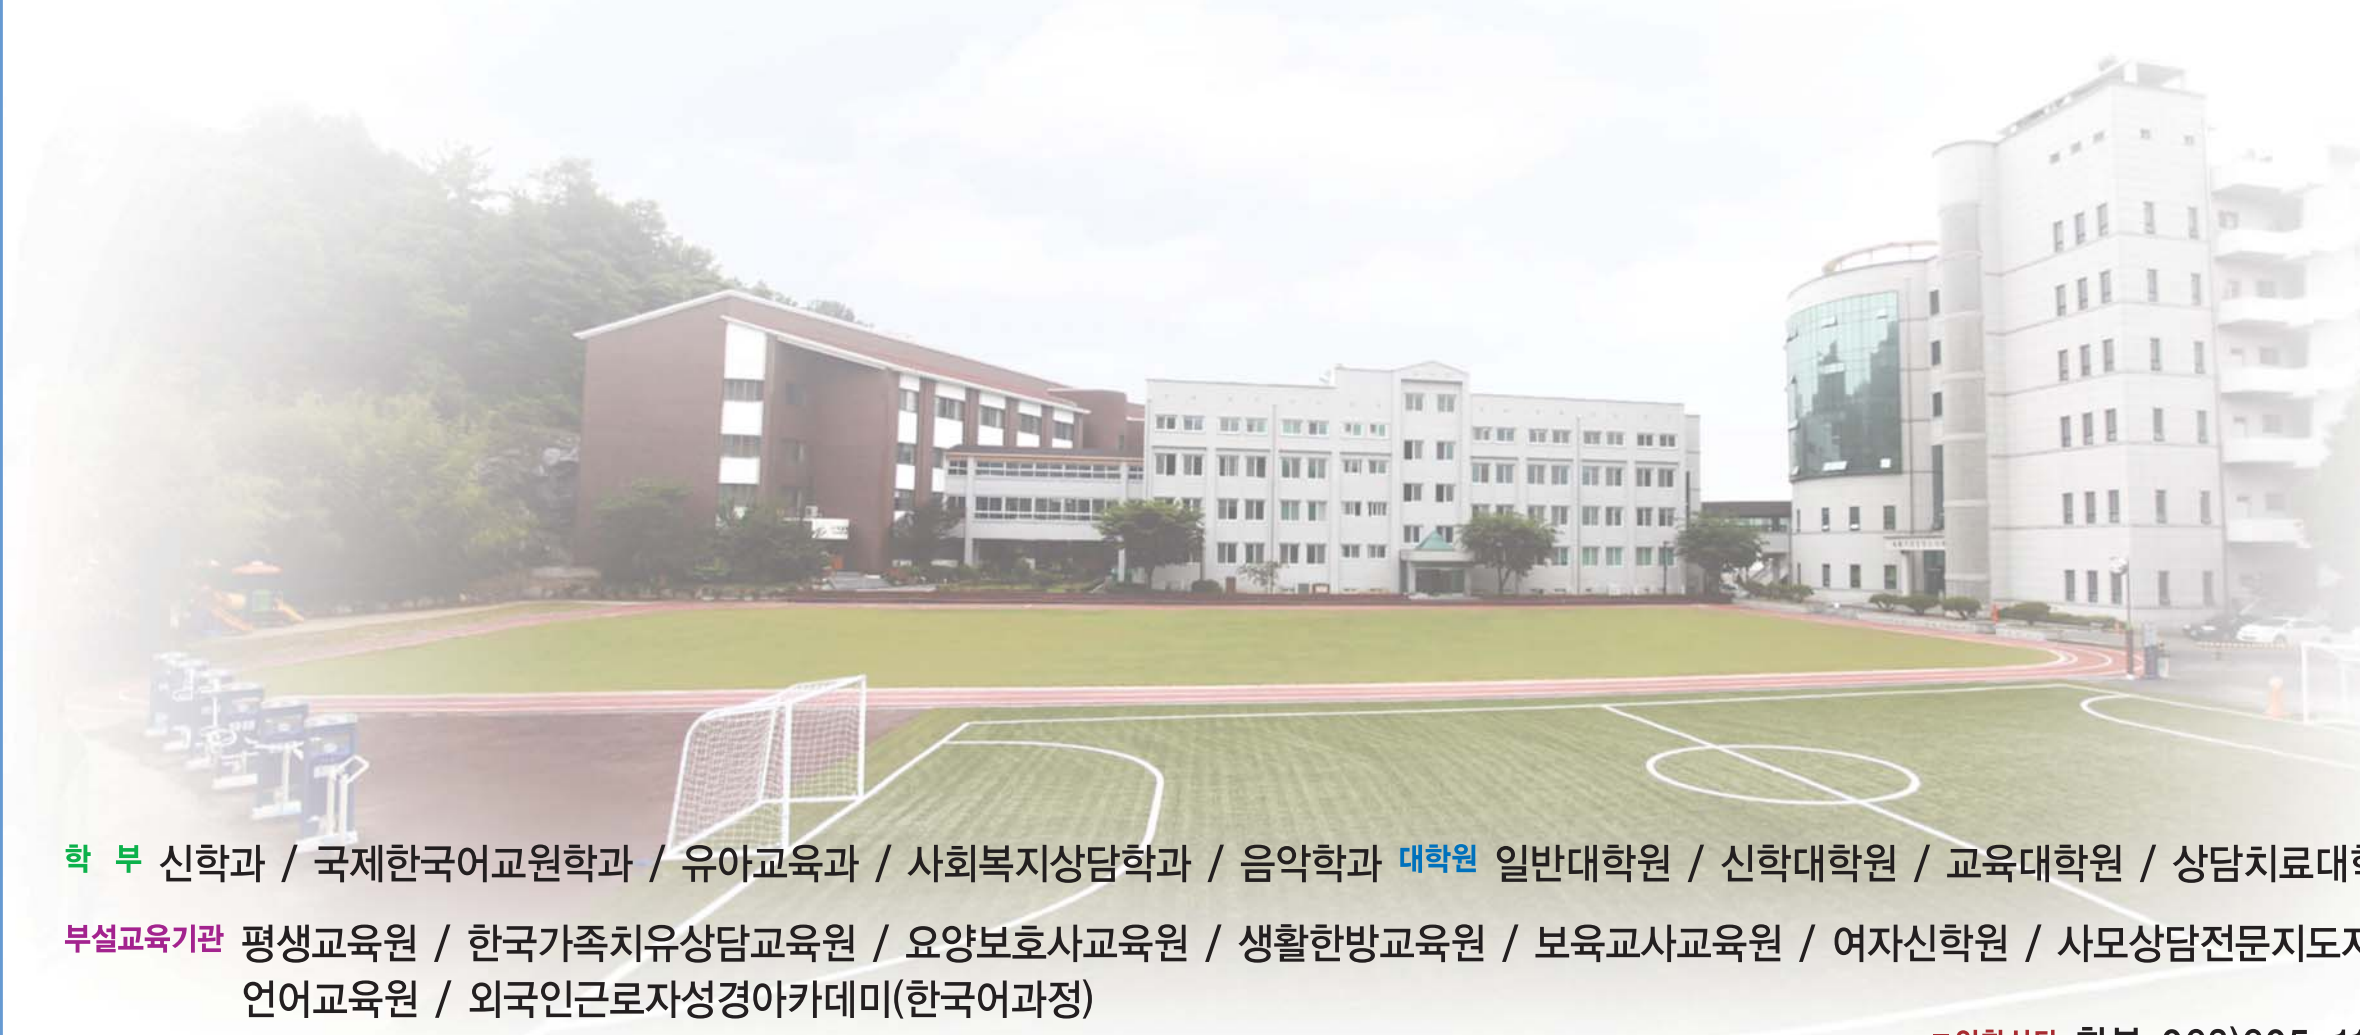 학 부 신학과 / 국제한국어교원학과 / 유아교육과 / 사회복지상담학과 / 음악학과 대학원 일반대학원 / 신학대학원 / 교육대학원 / 상담치료대
부설교육기관 평생교육원 / 한국가족치유상담교육원 / 요양보호사교육원 / 생활한방교육원 / 보육교사교육원 / 여자신학원 / 사모상담전문지도
언어교육원 / 외국인근로자성경아카데미(한국어과정)